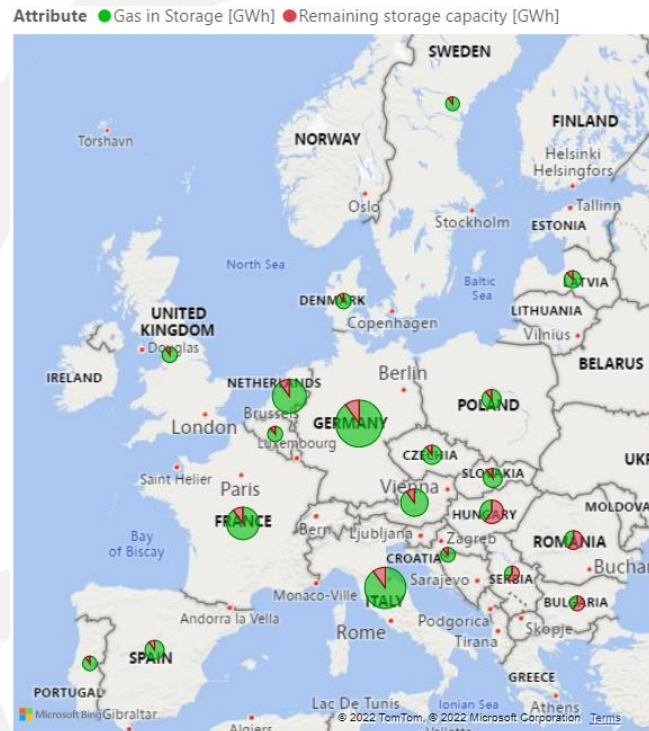 Attribute Gas in Storage [GWh] Remaining storage capacity [GWh]
SWEDEN
FINLAND
Tórshavn
NORWAY
Helsinki
Helsingfors
Oslo
Tallinn
Stockholm
ESTONIA
North Sea
Baltic
Sea
LATVIA
DENMARK
LITHUANIA
UNITED
KINGDOM
Copenhagen
Vilnius
Douglas
BELARUS
IRELAND
NETHERLANDS
Berlin
POLAND
London
Brussels
GERMANY
Luxembourg
CZECHIA
UKR
Saint Helier
Paris
SLOVAKIA
Vienna
MOLDOVA
FRANCE
HUNGARY
Bern
Ljubljana
Zagreb
ROMANIA
Bay
of Biscay
CROATIA
Buchar
Monaco-Ville
Sarajevo
SERBIA
Andorra la Vella
ITALY
BULGARIA
Rome
Podgorica
Skopje
Tirana
SPAIN
PORTUGAL
GREECE
Lac De Tunis
Ionian Sea
Athens
Microsoft Bing
Gibraltar
© 2022 TomTom, © 2022 Microsoft Corporation Terms
Algiers